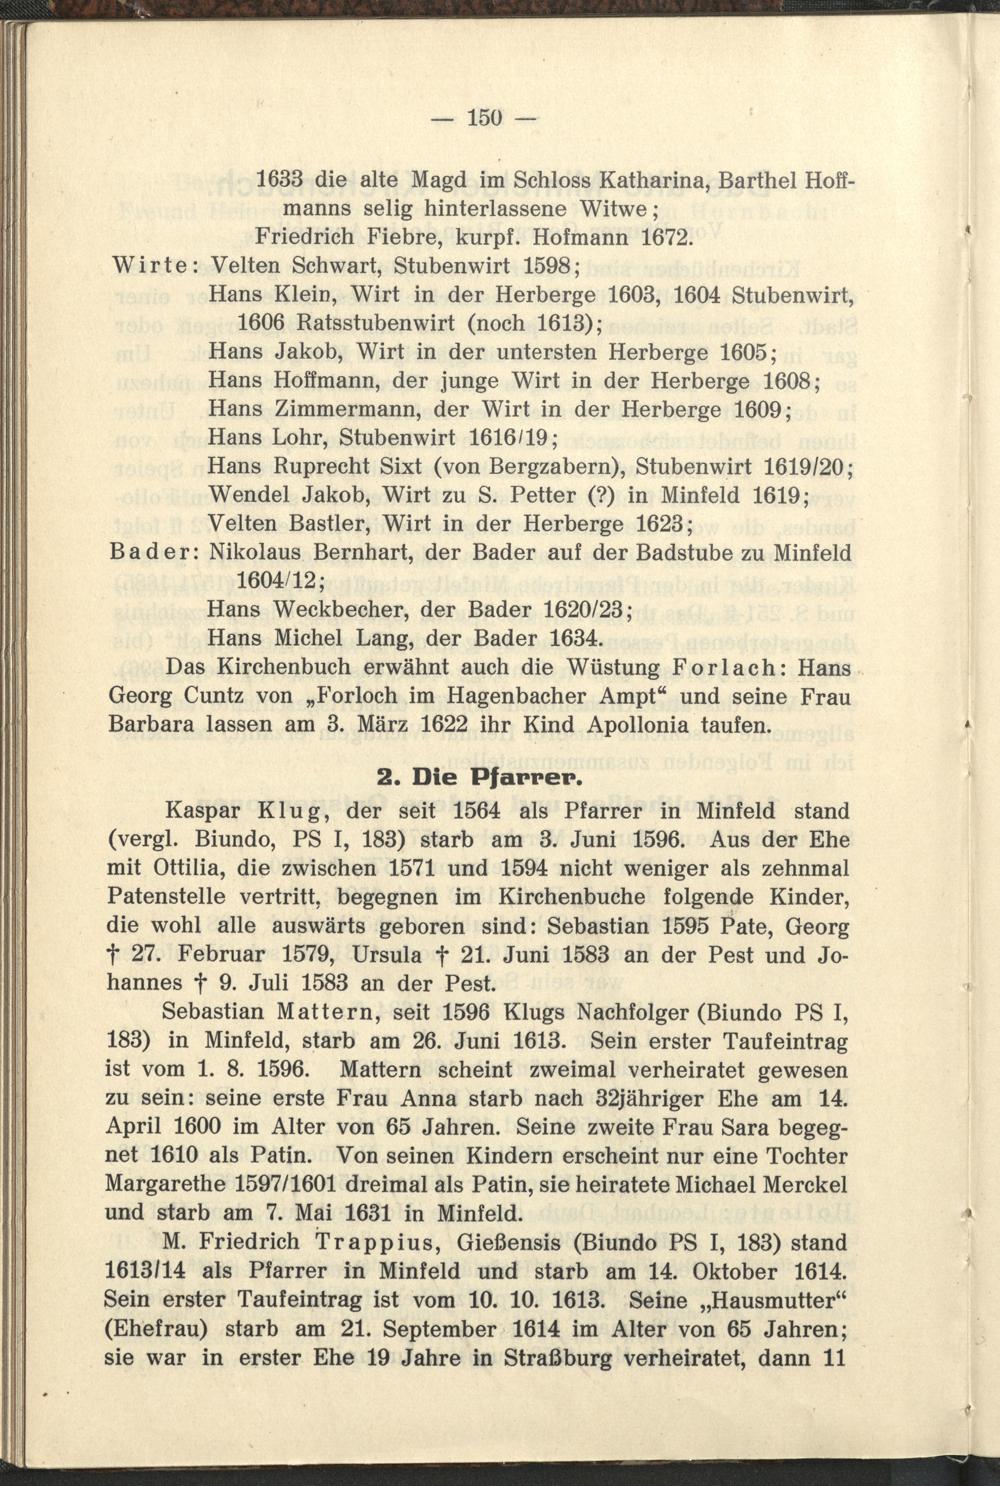 — 150 —
1633 die alte Magd im Schloss Katharina, Barthel Hoff-
manns selig hinterlassene Witwe;
Friedrich Fiebre, kurpf. Hofmann 1672.
Wirte: Velten Schwart, Stubenwirt 1598;
Hans Klein, Wirt in der Herberge 1603, 1604 Stubenwirt,
1606 Ratsstubenwirt (noch 1613);
Hans Jakob, Wirt in der untersten Herberge 1605;
Hans Hoffmann, der junge Wirt in der Herberge 1608;
Hans Zimmermann, der Wirt in der Herberge 1609;
Hans Lohr, Stubenwirt 1616/19;
Hans Ruprecht Sixt (von Bergzabern), Stubenwirt 1619/20;
Wendel Jakob, Wirt zu S. Petter (?) in Minfeld 1619;
Velten Bastler, Wirt in der Herberge 1623;
Bader: Nikolaus Bernhart, der Bader auf der Badstube zu Minfeld
1604/12;
Hans Weckbecher, der Bader 1620/23;
Hans Michel Lang, der Bader 1634.
Das Kirchenbuch erwähnt auch die Wüstung Forlach: Hans
Georg Cuntz von „Forloch im Hagenbacher Ampt“ und seine Frau
Barbara lassen am 3. März 1622 ihr Kind Apollonia taufen.
2. Die Pfarrer.
Kaspar Klug, der seit 1564 als Pfarrer in Minfeld stand
(vergl. Biundo, PS I, 183) starb am 3. Juni 1596. Aus der Ehe
mit Ottilia, die zwischen 1571 und 1594 nicht weniger als zehnmal
Patenstelle vertritt, begegnen im Kirchenbuche folgende Kinder,
die wohl alle auswärts geboren sind: Sebastian 1595 Pate, Georg
† 27. Februar 1579, Ursula † 21. Juni 1583 an der Pest und Jo-
hannes † 9. Juli 1583 an der Pest.
Sebastian Mattern, seit 1596 Klugs Nachfolger (Biundo PS I,
183) in Minfeld, starb am 26. Juni 1613. Sein erster Taufeintrag
ist vom 1. 8. 1596. Mattern scheint zweimal verheiratet gewesen
zu sein: seine erste Frau Anna starb nach 32jähriger Ehe am 14.
April 1600 im Alter von 65 Jahren. Seine zweite Frau Sara begeg-
net 1610 als Patin. Von seinen Kindern erscheint nur eine Tochter
Margarethe 1597/1601 dreimal als Patin, sie heiratete Michael Merckel
und starb am 7. Mai 1631 in Minfeld.
M. Friedrich Trappius, Gießensis (Biundo PS I, 183) stand
1613/14 als Pfarrer in Minfeld und starb am 14. Oktober 1614.
Sein erster Taufeintrag ist vom 10. 10. 1613. Seine „Hausmutter“
(Ehefrau) starb am 21. September 1614 im Alter von 65 Jahren;
sie war in erster Ehe 19 Jahre in Straßburg verheiratet, dann 11